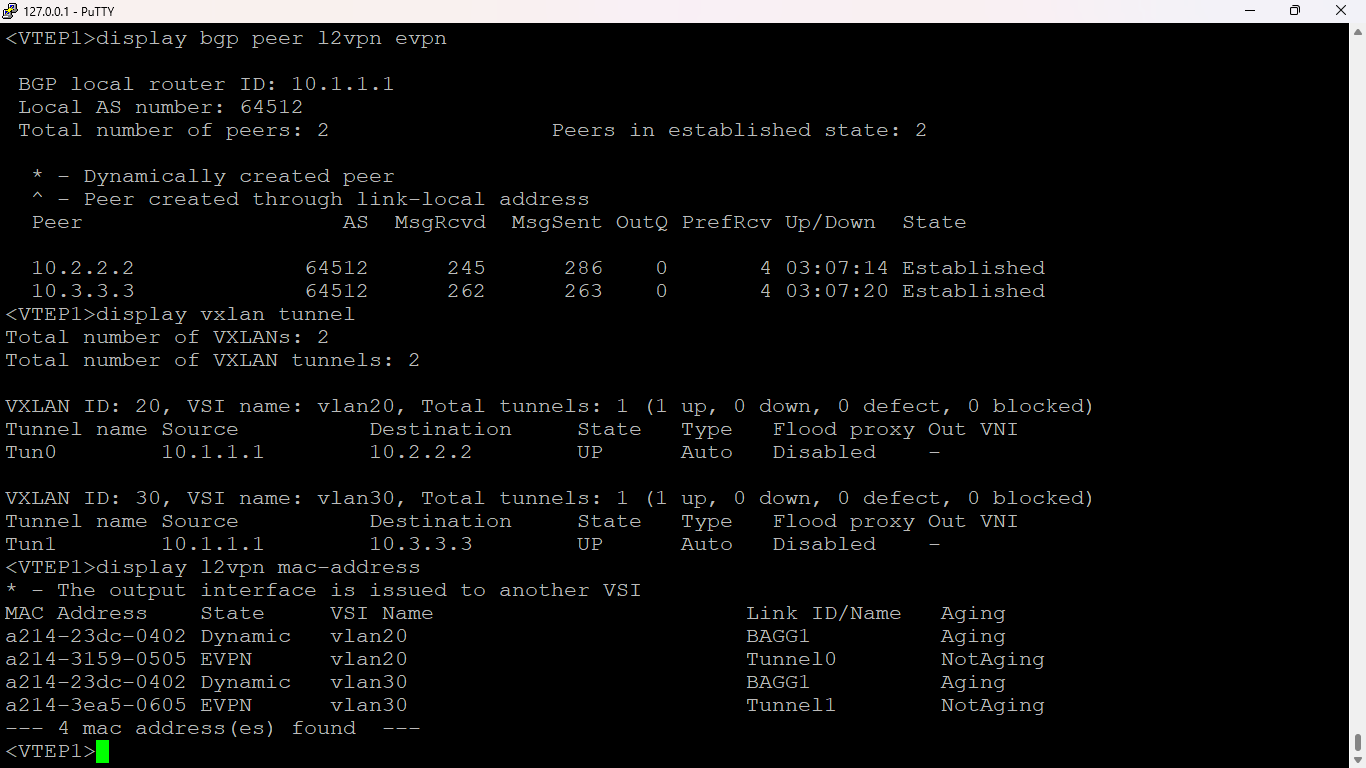 127.0.0.1 - PuTTY
<VTEP1>display bgp peer l2vpn evpn
BGP local router ID: 10.1.1.1
Local AS number: 64512
Total number of peers: 2                 Peers in established state: 2
* - Dynamically created peer
^ - Peer created through link-local address
Peer                    AS  MsgRcvd  MsgSent OutQ PrefRcv Up/Down  State
10.2.2.2             64512      245      286    0       4 03:07:14 Established
10.3.3.3             64512      262      263    0       4 03:07:20 Established
<VTEP1>display vxlan tunnel
Total number of VXLANs: 2
Total number of VXLAN tunnels: 2
VXLAN ID: 20, VSI name: vlan20, Total tunnels: 1 (1 up, 0 down, 0 defect, 0 blocked)
Tunnel name Source          Destination     State   Type   Flood proxy Out VNI
Tun0        10.1.1.1        10.2.2.2        UP      Auto   Disabled    -
VXLAN ID: 30, VSI name: vlan30, Total tunnels: 1 (1 up, 0 down, 0 defect, 0 blocked)
Tunnel name Source          Destination     State   Type   Flood proxy Out VNI
Tun1        10.1.1.1        10.3.3.3        UP      Auto   Disabled    -
<VTEP1>display l2vpn mac-address
* - The output interface is issued to another VSI
MAC Address    State     VSI Name                        Link ID/Name   Aging
a214-23dc-0402 Dynamic   vlan20                          BAGG1          Aging
a214-3159-0505 EVPN      vlan20                          Tunnel0        NotAging
a214-23dc-0402 Dynamic   vlan30                          BAGG1          Aging
a214-3ea5-0605 EVPN      vlan30                          Tunnel1        NotAging
--- 4 mac address(es) found  ---
<VTEP1>